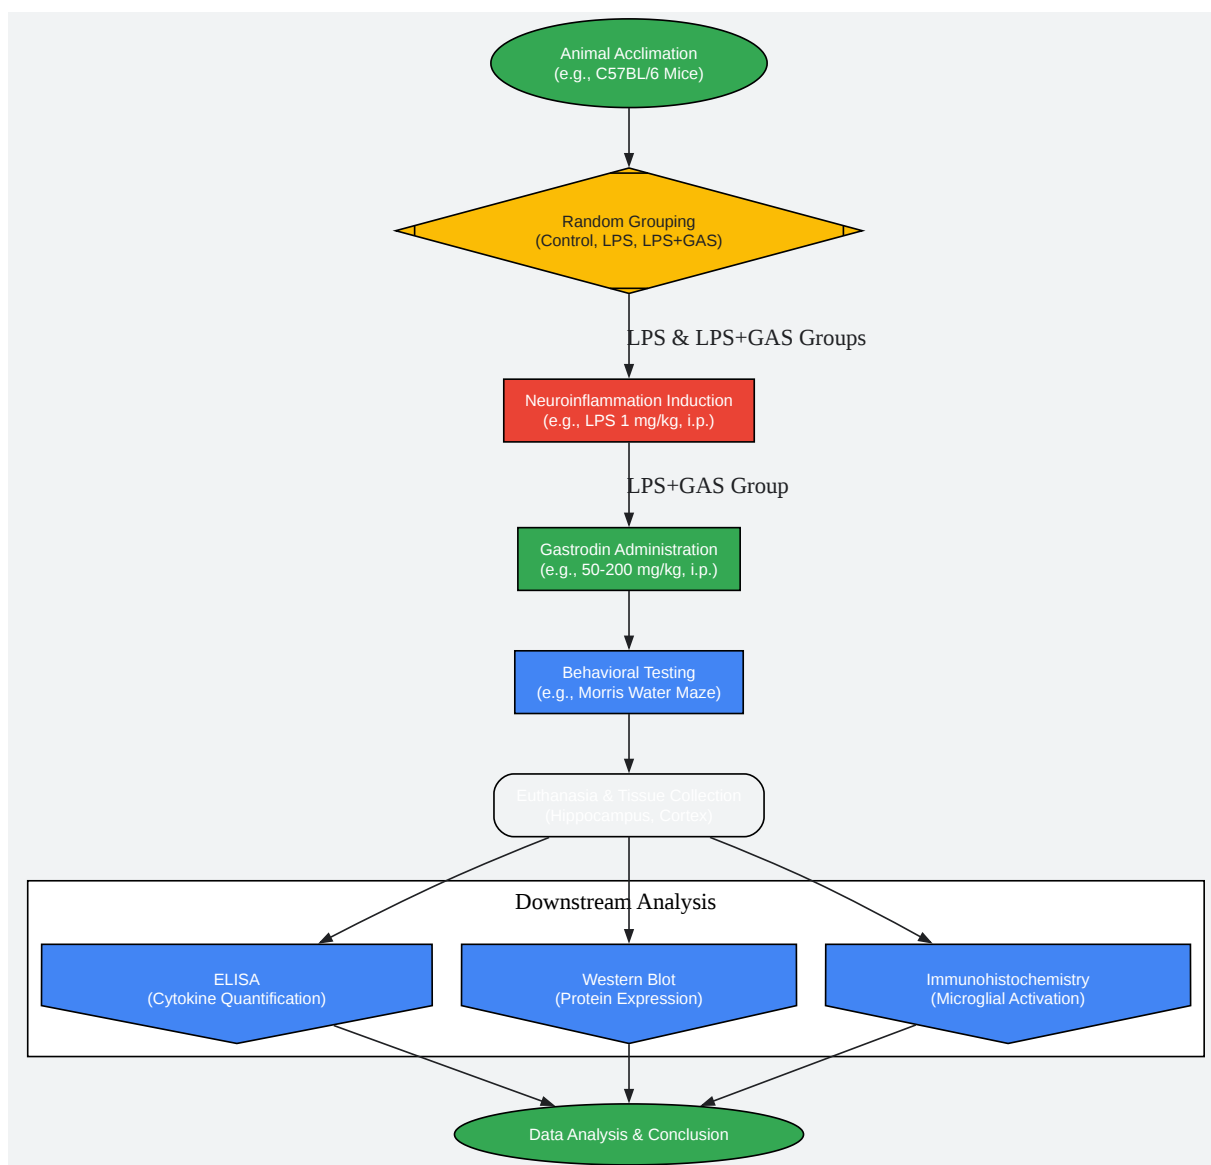 Animal Acclimation
(e.g., C57BL/6 Mice)
Random Grouping
(Control, LPS, LPS+GAS)
LPS & LPS+GAS Groups
Neuroinflammation Induction
(e.g., LPS 1 mg/kg, i.p.)
LPS+GAS Group
Gastrodin Administration
(e.g., 50-200 mg/kg, i.p.)
Behavioral Testing
(e.g., Morris Water Maze)
Euthanasia & Tissue Collection
(Hippocampus, Cortex)
Downstream Analysis
ELISA
(Cytokine Quantification)
Western Blot
(Protein Expression)
Immunohistochemistry
(Microglial Activation)
Data Analysis & Conclusion